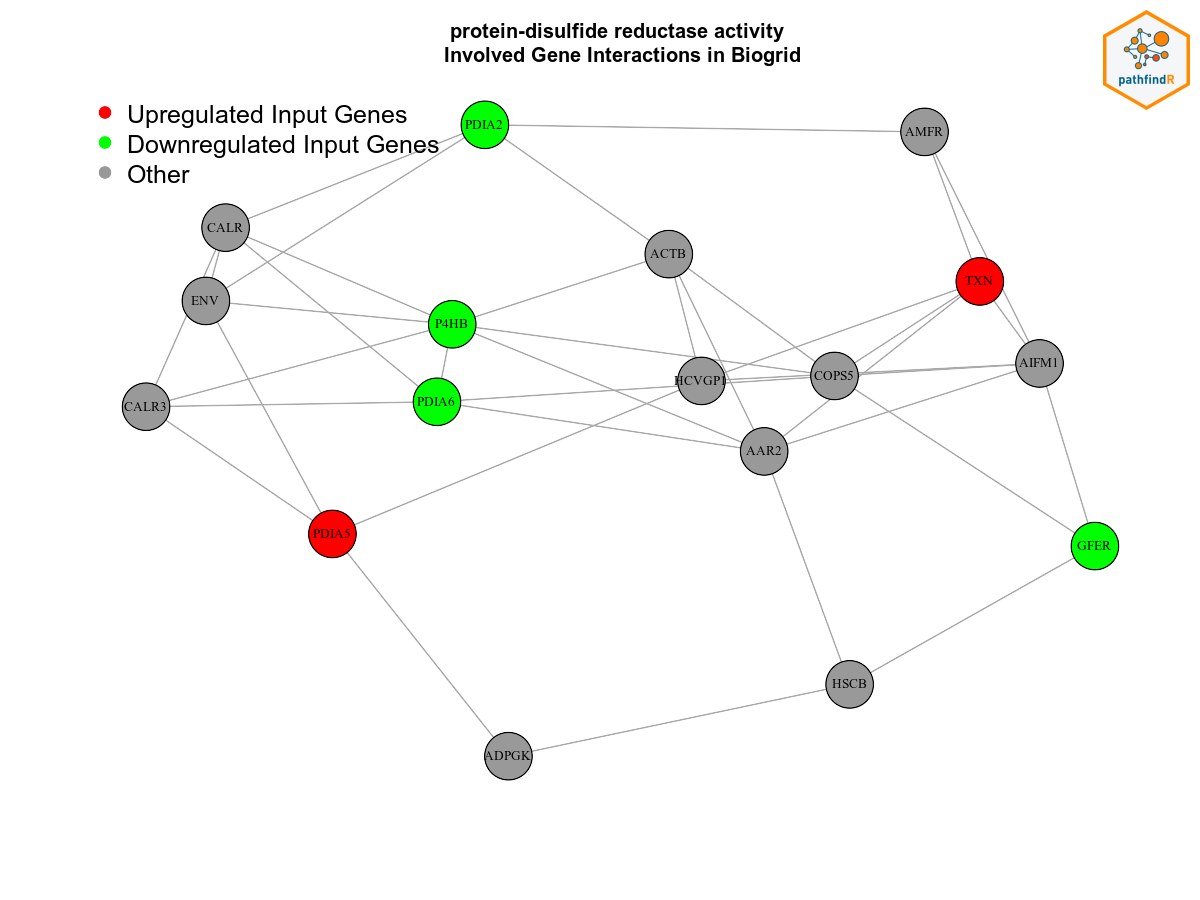 protein-disulfide reductase activity
Involved Gene Interactions in Biogrid
pathfindR
Upregulated Input Genes
Downregulated Input Genes
Other
PDIA2
AMFR
CALR
ACTB
TXN
ENV
P4HB
AIFM1
HCVGP1
COPS5
CALR3
PDIA6
AAR2
PDIA5
GFER
HSCB
ADPGK